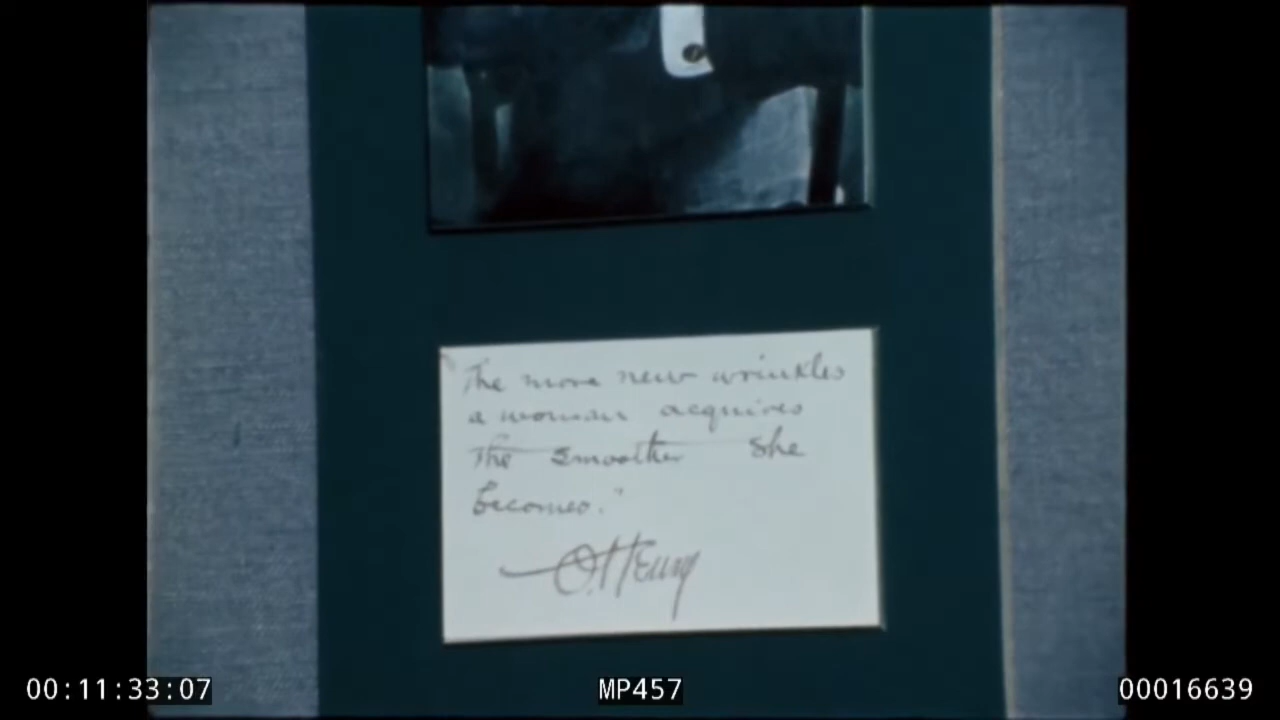 The more new wrinkles
a woman acquires
The smoother She
becomes."
— O. Henry
00:11:33:07
MP457
00016639